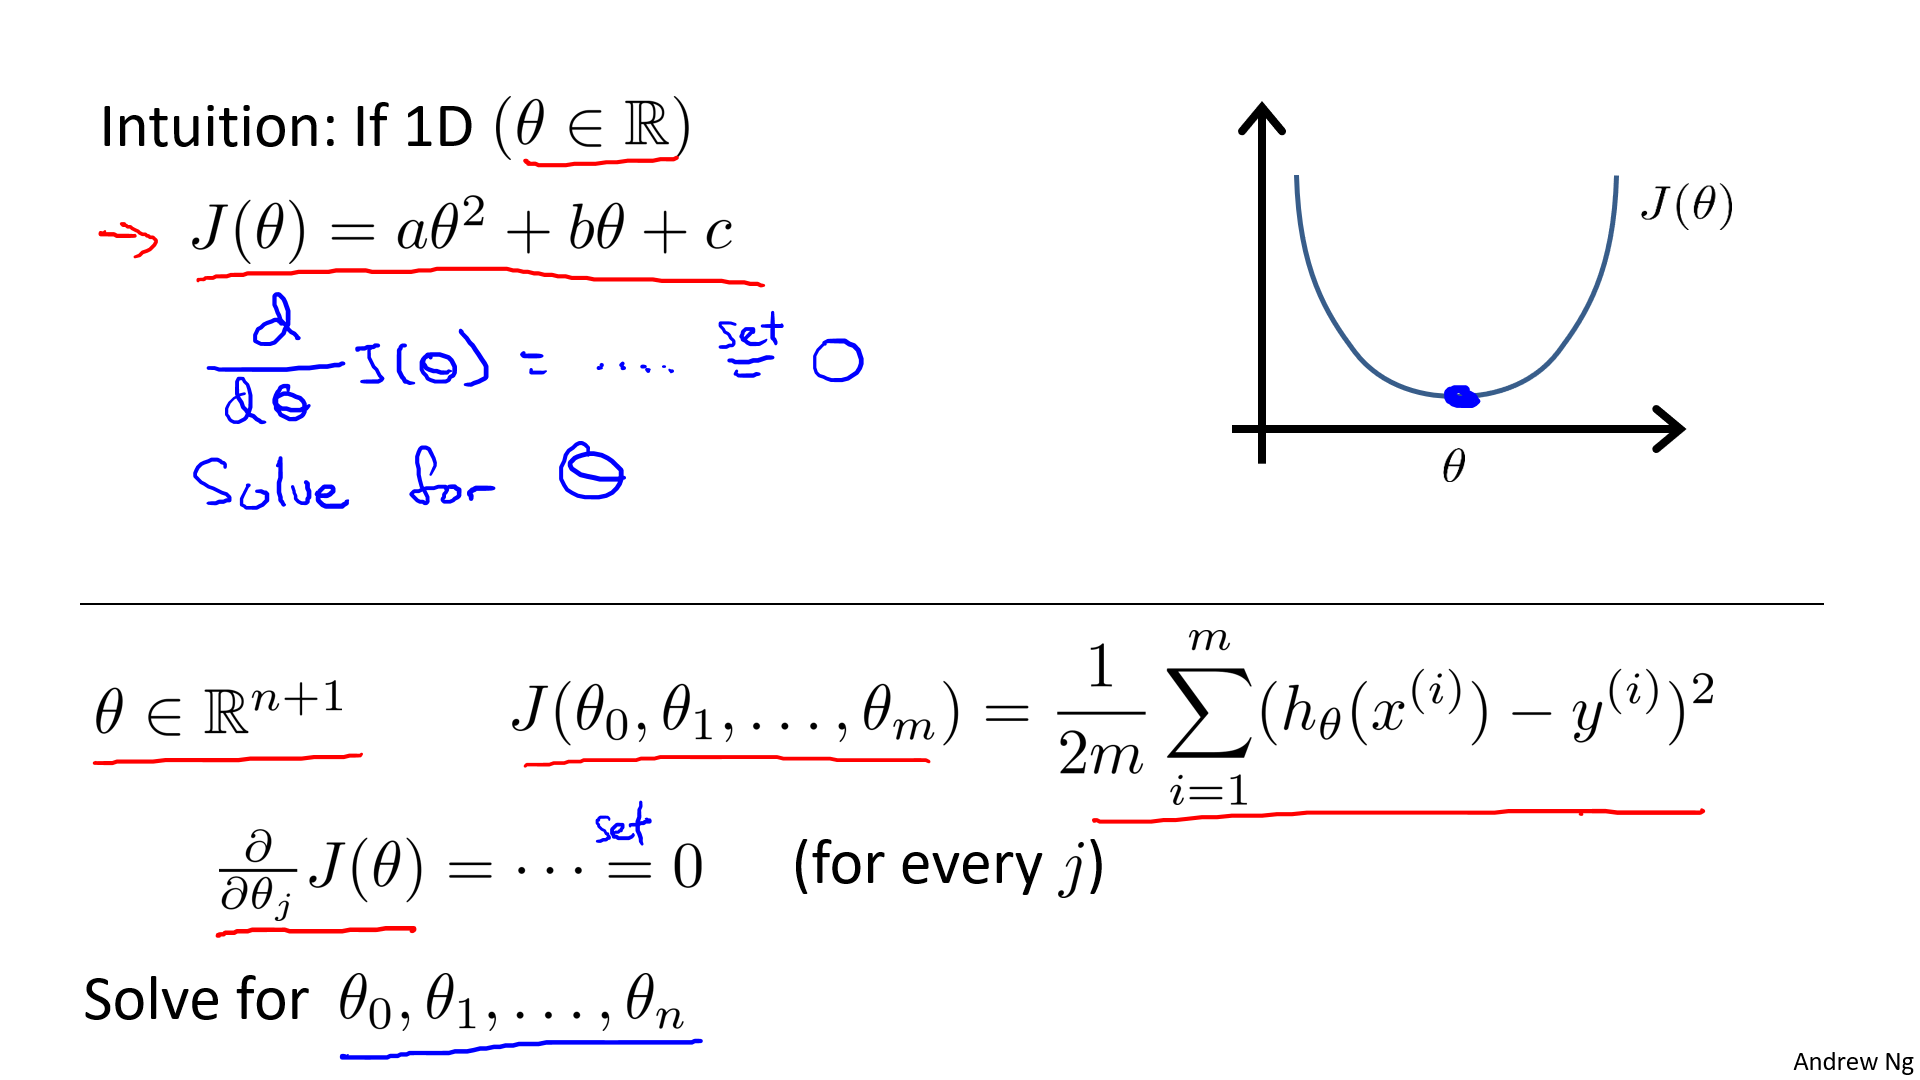 Intuition: If 1D (θ ∈ ℝ)
→ J(θ) = aθ² + bθ + c
d/dθ J(θ) = .... set = 0
Solve for θ
J(θ)
θ
θ ∈ ℝⁿ⁺¹ J(θ₀, θ₁, . . . , θₘ) = 1/2m ∑ᵢ₌₁ᵐ (h_θ(x⁽ⁱ⁾) − y⁽ⁱ⁾)²
∂/∂θⱼ J(θ) = ··· set = 0 (for every j)
Solve for θ₀, θ₁, . . . , θₙ
Andrew Ng